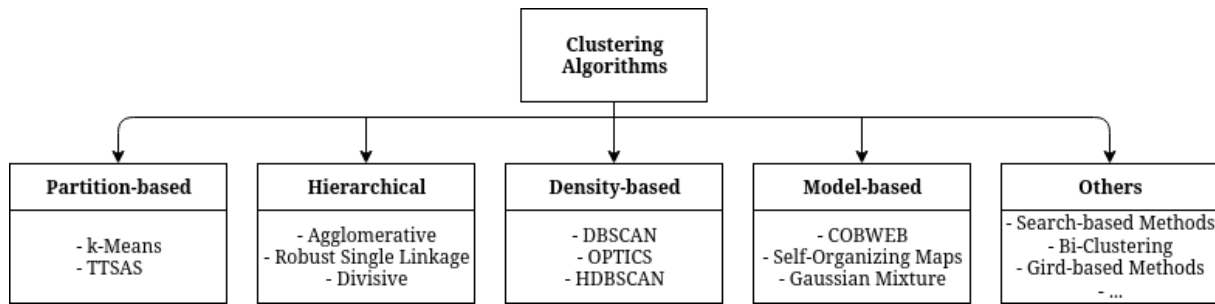 Clustering
Algorithms
Partition-based
- k-Means
- TTSAS
Hierarchical
- Agglomerative
- Robust Single Linkage
- Divisive
Density-based
- DBSCAN
- OPTICS
- HDBSCAN
Model-based
- COBWEB
- Self-Organizing Maps
- Gaussian Mixture
Others
- Search-based Methods
- Bi-Clustering
- Gird-based Methods
- ...